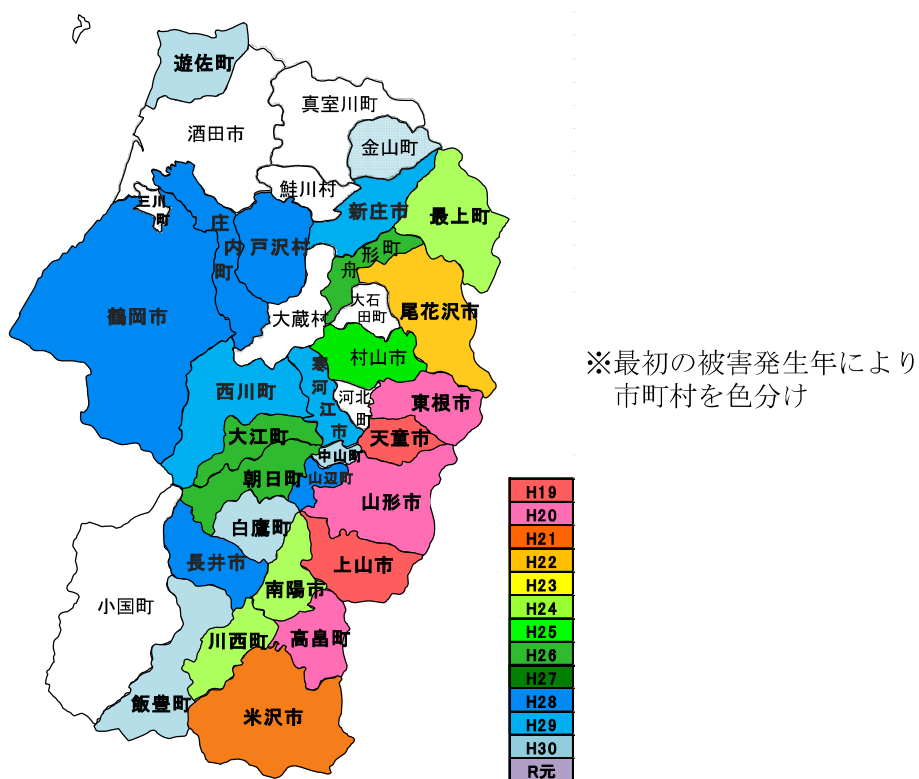 遊佐町
真室川町
酒田市
金山町
鮭川村
三川町
新庄市
最上町
庄内町
戸沢村
舟形町
鶴岡市
大蔵村
大石
田町
尾花沢市
村山市
西川町
寒河江市
河北町
東根市
大江町
天童市
中山町
朝日町
山辺町
山形市
白鷹町
長井市
上山市
南陽市
小国町
川西町
高畠町
飯豊町
米沢市
※最初の被害発生年により
市町村を色分け
H19
H20
H21
H22
H23
H24
H25
H26
H27
H28
H29
H30
R元